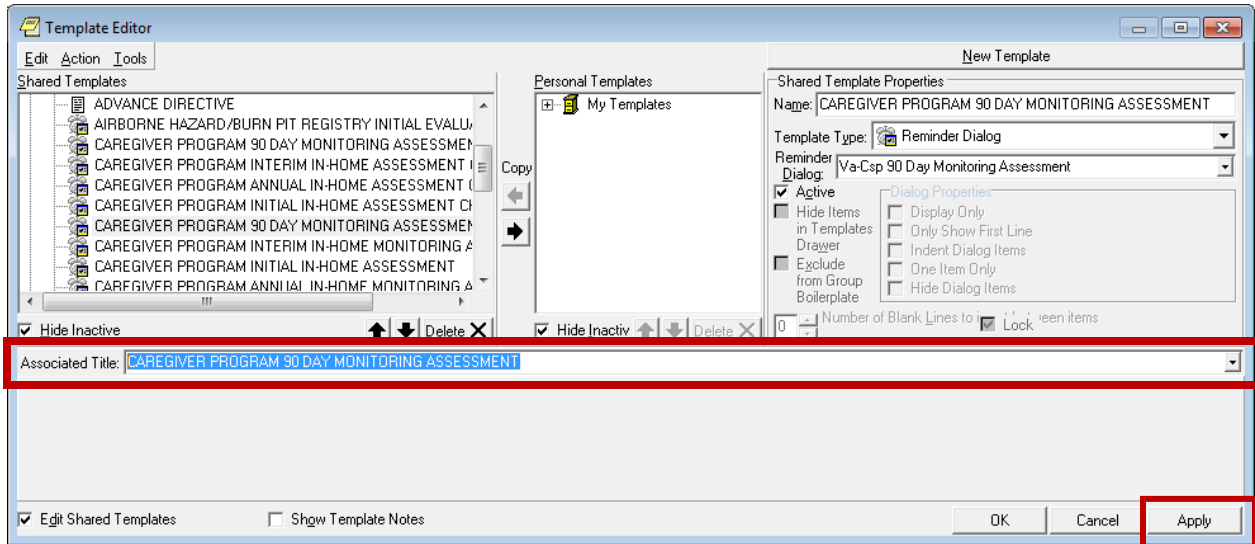 Template Editor
Edit Action Tools
New Template
Shared Templates
ADVANCE DIRECTIVE
AIRBORNE HAZARD/BURN PIT REGISTRY INITIAL EVALU
CAREGIVER PROGRAM 90 DAY MONITORING ASSESSMEN
CAREGIVER PROGRAM INTERIM IN-HOME ASSESSMENT
CAREGIVER PROGRAM ANNUAL IN-HOME ASSESSMENT (
CAREGIVER PROGRAM INITIAL IN-HOME ASSESSMENT CH
CAREGIVER PROGRAM 90 DAY MONITORING ASSESSMEN
CAREGIVER PROGRAM INTERIM IN-HOME MONITORING A
CAREGIVER PROGRAM INITIAL IN-HOME ASSESSMENT
CAREGIVER PROGRAM ANNUAL IN-HOME MONITORING A
Hide Inactive
Delete
Copy
Personal Templates
My Templates
Hide Inactiv
Delete
Shared Template Properties
Name: CAREGIVER PROGRAM 90 DAY MONITORING ASSESSMENT
Template Type: Reminder Dialog
Reminder
Dialog: Va-Csp 90 Day Monitoring Assessment
Active
Hide Items
in Templates
Drawer
Exclude
from Group
Boilerplate
Dialog Properties
Display Only
Only Show First Line
Indent Dialog Items
One Item Only
Hide Dialog Items
0 Number of Blank Lines to i
Lock
een items
Associated Title: CAREGIVER PROGRAM 90 DAY MONITORING ASSESSMENT
Edit Shared Templates
Show Template Notes
OK
Cancel
Apply